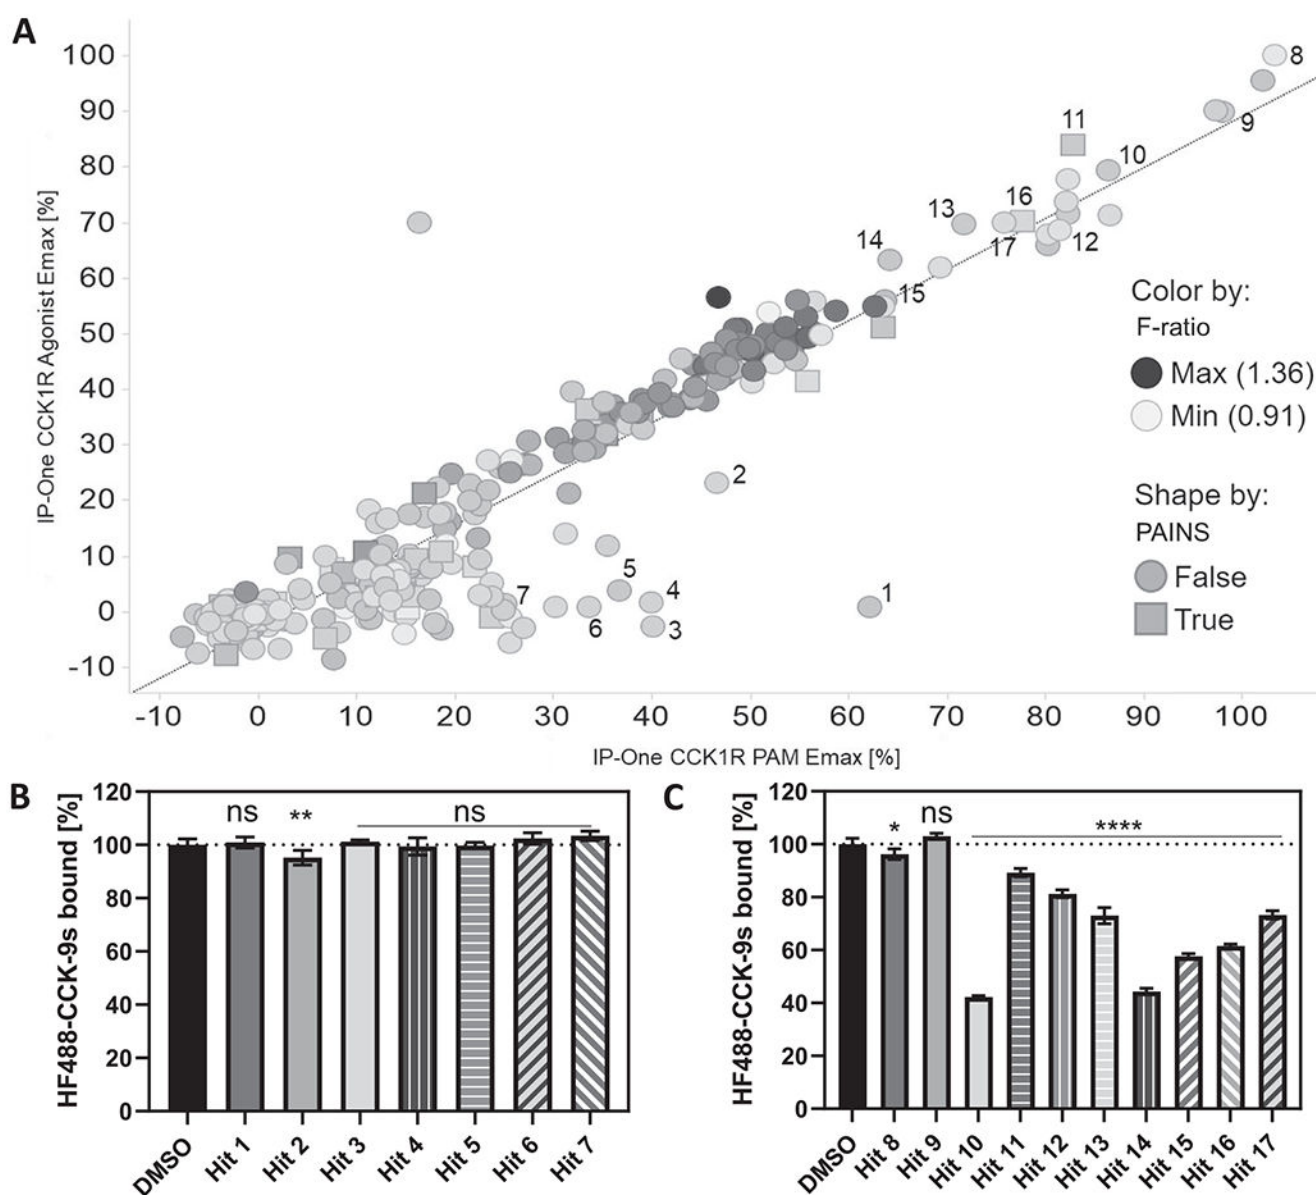 A
IP-One CCK1R Agonist Emax [%]
100
90
80
70
60
50
40
30
20
10
0
-10
8
9
11
10
13
16
17
12
14
15
2
5
4
1
7
6
3
Color by:
F-ratio
Max (1.36)
Min (0.91)
Shape by:
PAINS
False
True
-10 0 10 20 30 40 50 60 70 80 90 100
IP-One CCK1R PAM Emax [%]
B
HF488-CCK-9s bound [%]
120
100
80
60
40
20
0
ns ** ns
DMSO Hit 1 Hit 2 Hit 3 Hit 4 Hit 5 Hit 6 Hit 7
C
HF488-CCK-9s bound [%]
120
100
80
60
40
20
0
* ns ****
DMSO Hit 8 Hit 9 Hit 10 Hit 11 Hit 12 Hit 13 Hit 14 Hit 15 Hit 16 Hit 17